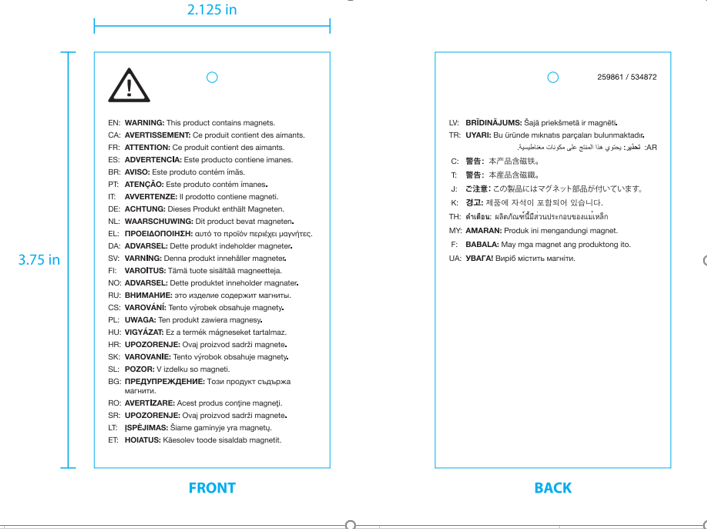 2.125 in
3.75 in
EN: WARNING: This product contains magnets.
CA: AVERTISSEMENT: Ce produit contient des aimants.
FR: ATTENTION: Ce produit contient des aimants.
ES: ADVERTENCİA: Este producto contiene imanes.
BR: AVISO: Este produto contém ímãs.
PT: ATENÇÃO: Este produto contém ímanes.
IT: AVVERTENZE: Il prodotto contiene magneti.
DE: ACHTUNG: Dieses Produkt enthält Magneten.
NL: WAARSCHUWING: Dit product bevat magneten.
EL: ΠΡΟΕΙΔΟΠΟΙΗΣΗ: αυτό το προϊόν περιέχει μαγνήτες.
DA: ADVARSEL: Dette produkt indeholder magneter.
SV: VARNİNG: Denna produkt innehåller magneter.
FI: VAROİTUS: Tämä tuote sisältää magneetteja.
NO: ADVARSEL: Dette produktet inneholder magnater.
RU: ВНИМАНИЕ: это изделие содержит магниты.
CS: VAROVÁNÍ: Tento výrobek obsahuje magnety.
PL: UWAGA: Ten produkt zawiera magnesy.
HU: VIGYÁZAT: Ez a termék mágneseket tartalmaz.
HR: UPOZORENJE: Ovaj proizvod sadrži magnete.
SK: VAROVANİE: Tento výrobok obsahuje magnety.
SL: POZOR: V izdelku so magneti.
BG: ПРЕДУПРЕЖДЕНИЕ: Този продукт съдържа
магнити.
RO: AVERTİZARE: Acest produs conţine magneţi.
SR: UPOZORENJE: Ovaj proizvod sadrži magnete.
LT: ĮSPĖJIMAS: Šiame gaminyje yra magnetų.
ET: HOIATUS: Käesolev toode sisaldab magnetit.
FRONT
259861 / 534872
LV: BRĪDINĀJUMS: Šajā priekšmetā ir magnēti.
TR: UYARI: Bu üründe mıknatıs parçaları bulunmaktadır.
AR: تحذير: يحتوي هذا المنتج على مكونات مغناطيسية.
C: 警告：本产品含磁铁。
T: 警告：本產品含磁鐵。
J: ご注意：この製品にはマグネット部品が付いています。
K: 경고: 제품에 자석이 포함되어 있습니다.
TH: คำเตือน: ผลิตภัณฑ์นี้มีส่วนประกอบของแม่เหล็ก
MY: AMARAN: Produk ini mengandungi magnet.
F: BABALA: May mga magnet ang produktong ito.
UA: УВАГА! Виріб містить магніти.
BACK